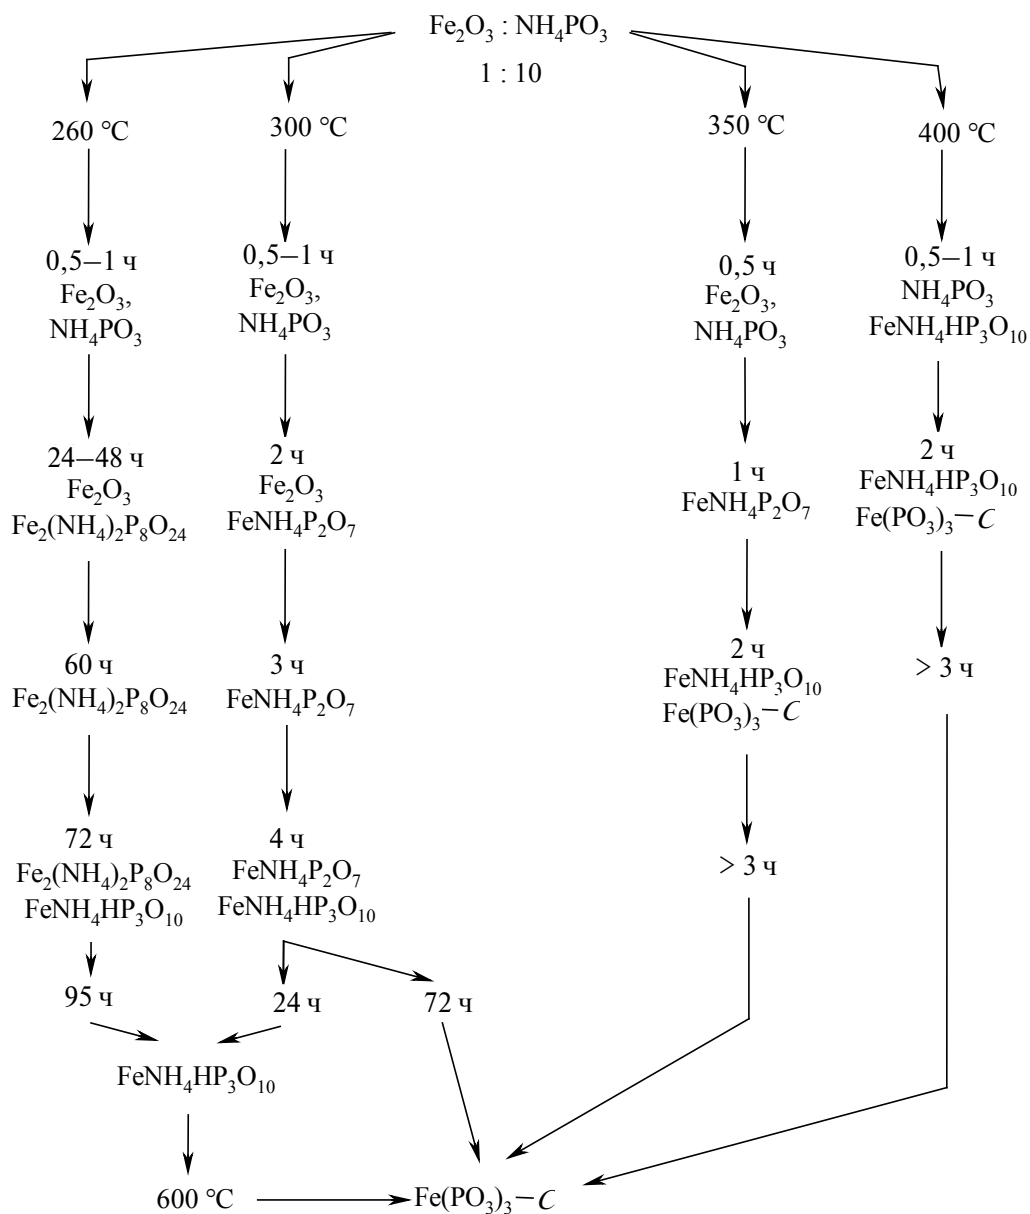 Fe₂O₃ : NH₄PO₃
1 : 10
260 °C
0,5–1 ч
Fe₂O₃,
NH₄PO₃
24–48 ч
Fe₂O₃
Fe₂(NH₄)₂P₈O₂₄
60 ч
Fe₂(NH₄)₂P₈O₂₄
72 ч
Fe₂(NH₄)₂P₈O₂₄
FeNH₄HP₃O₁₀
95 ч
300 °C
0,5–1 ч
Fe₂O₃,
NH₄PO₃
2 ч
Fe₂O₃
FeNH₄P₂O₇
3 ч
FeNH₄P₂O₇
4 ч
FeNH₄P₂O₇
FeNH₄HP₃O₁₀
24 ч
72 ч
FeNH₄HP₃O₁₀
600 °C
350 °C
0,5 ч
Fe₂O₃,
NH₄PO₃
1 ч
FeNH₄P₂O₇
2 ч
FeNH₄HP₃O₁₀
Fe(PO₃)₃–C
> 3 ч
400 °C
0,5–1 ч
NH₄PO₃
FeNH₄HP₃O₁₀
2 ч
FeNH₄HP₃O₁₀
Fe(PO₃)₃–C
> 3 ч
Fe(PO₃)₃–C